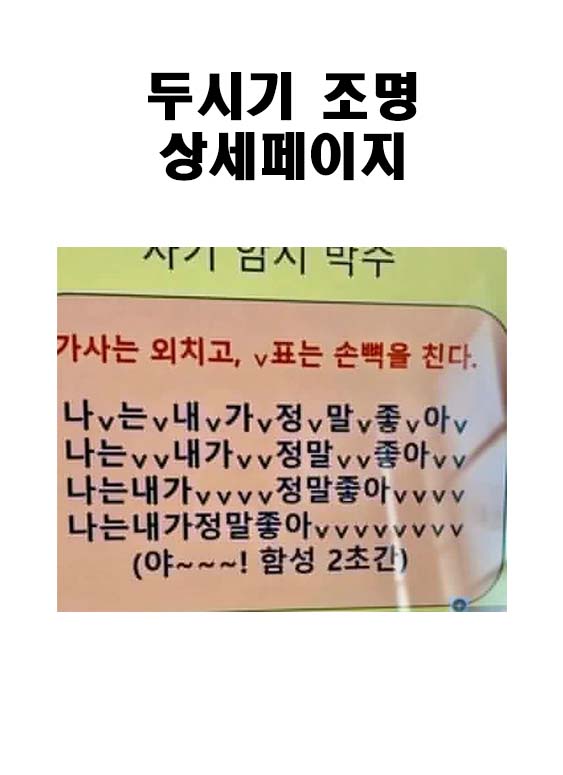 두시기 조명
상세페이지
자기 암시 박수
가사는 외치고, v표는 손뼉을 친다.
나v는v내v가v정v말v좋v아v
나는vv내가vv정말vv좋아vv
나는내가vvvv정말좋아vvvv
나는내가정말좋아vvvvvvvv
(야~~~! 함성 2초간)